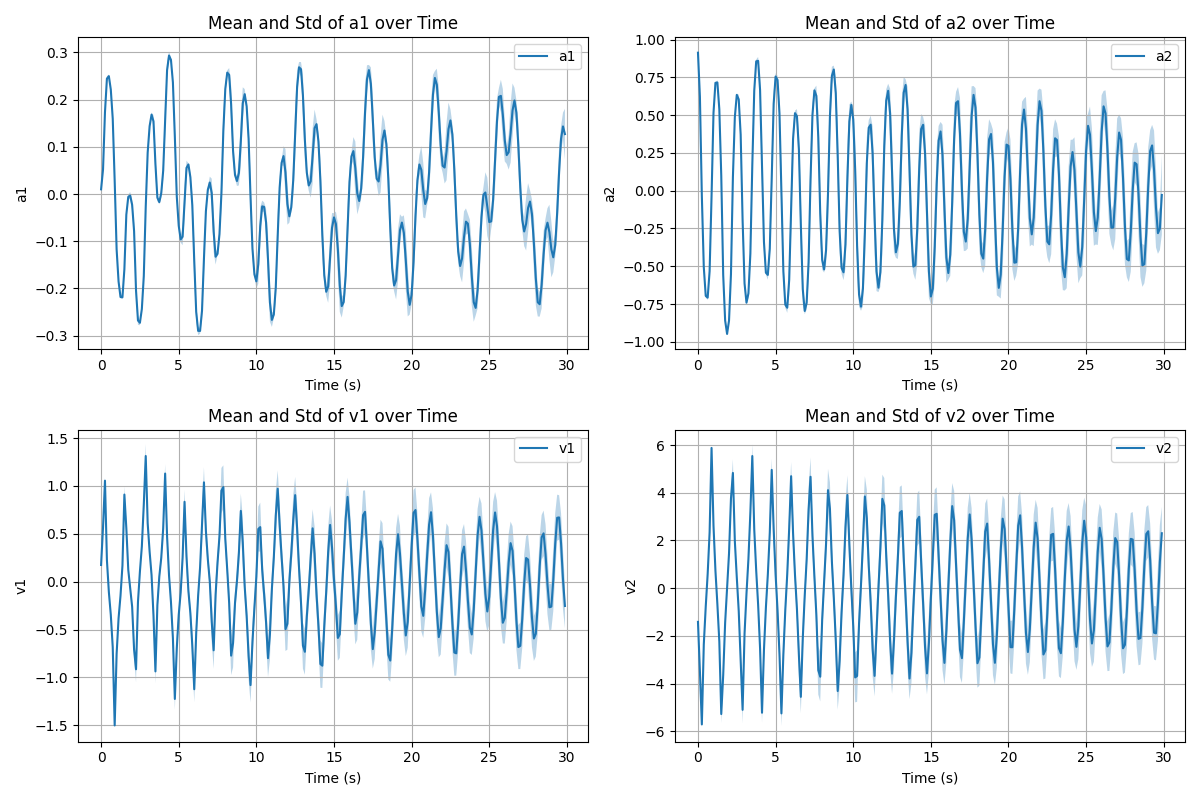 Mean and Std of a1 over Time
a1
0.3
0.2
0.1
0.0
−0.1
−0.2
−0.3
a1
0 5 10 15 20 25 30
Time (s)
Mean and Std of a2 over Time
a2
1.00
0.75
0.50
0.25
0.00
−0.25
−0.50
−0.75
−1.00
a2
0 5 10 15 20 25 30
Time (s)
Mean and Std of v1 over Time
v1
1.5
1.0
0.5
0.0
−0.5
−1.0
−1.5
v1
0 5 10 15 20 25 30
Time (s)
Mean and Std of v2 over Time
v2
6
4
2
0
−2
−4
−6
v2
0 5 10 15 20 25 30
Time (s)